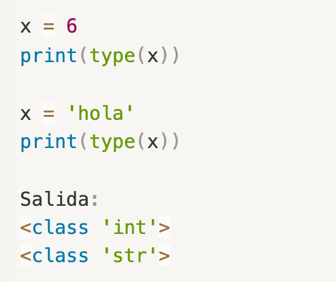 x = 6
print(type(x))
x = 'hola'
print(type(x))
Salida:
<class 'int'>
<class 'str'>